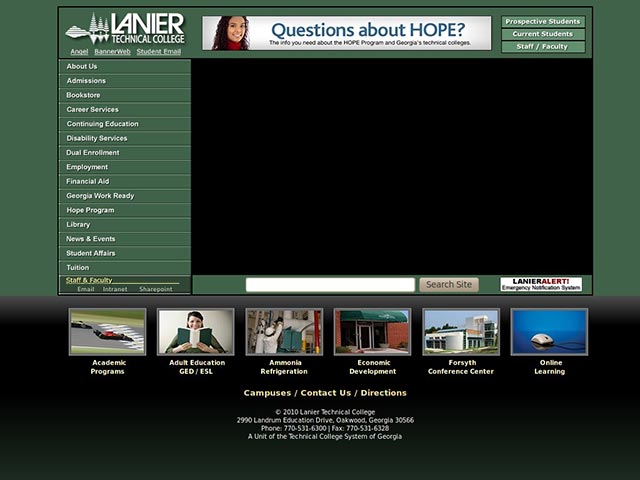 LANIER
TECHNICAL COLLEGE
Angel BannerWeb Student Email
Questions about HOPE?
The info you need about the HOPE Program and Georgia's technical colleges.
Prospective Students
Current Students
Staff / Faculty
About Us
Admissions
Bookstore
Career Services
Continuing Education
Disability Services
Dual Enrollment
Employment
Financial Aid
Georgia Work Ready
Hope Program
Library
News & Events
Student Affairs
Tuition
Staff & Faculty
Email Intranet Sharepoint
Search Site
LANIERALERT!
Emergency Notification System
Academic
Programs
Adult Education
GED / ESL
Ammonia
Refrigeration
Economic
Development
Forsyth
Conference Center
Online
Learning
Campuses / Contact Us / Directions
© 2010 Lanier Technical College
2990 Landrum Education Drive, Oakwood, Georgia 30566
Phone: 770-531-6300 | Fax: 770-531-6328
A Unit of the Technical College System of Georgia